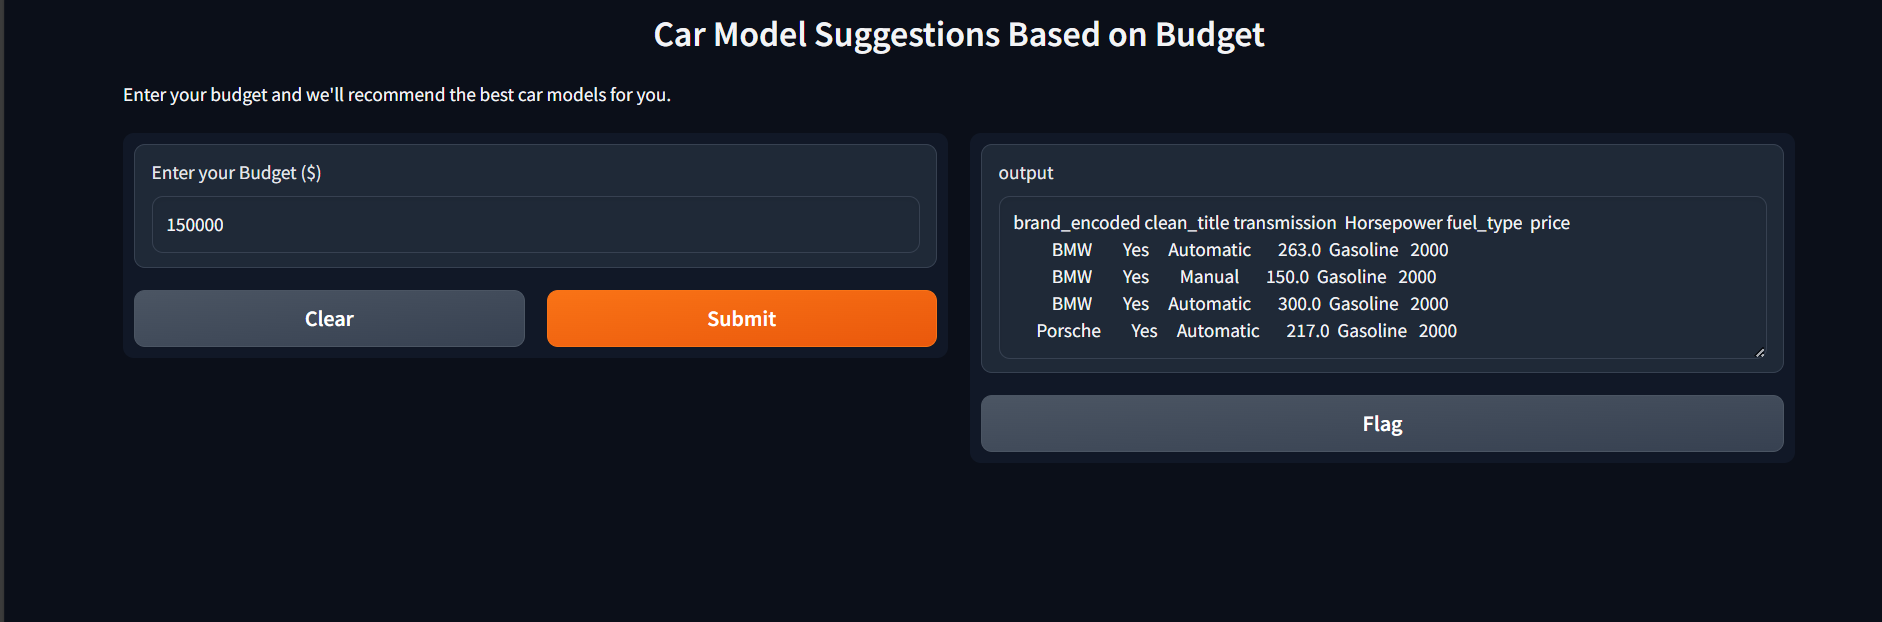 Car Model Suggestions Based on Budget
Enter your budget and we'll recommend the best car models for you.
Enter your Budget ($)
150000
Clear
Submit
output
brand_encoded clean_title transmission Horsepower fuel_type price
BMW Yes Automatic 263.0 Gasoline 2000
BMW Yes Manual 150.0 Gasoline 2000
BMW Yes Automatic 300.0 Gasoline 2000
Porsche Yes Automatic 217.0 Gasoline 2000
Flag